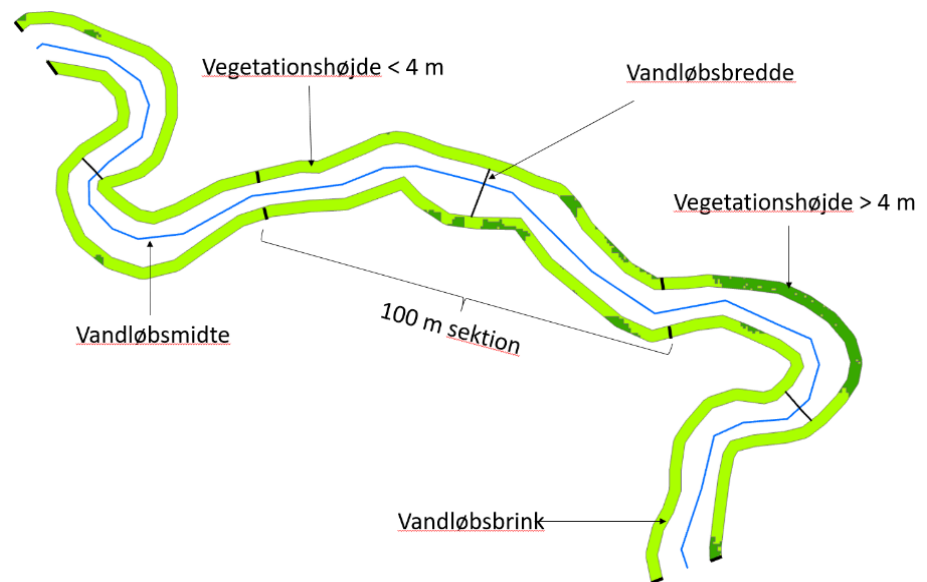 Vegetationshøjde < 4 m
Vandløbsbredde
Vegetationshøjde > 4 m
100 m sektion
Vandløbsmidte
Vandløbsbrink